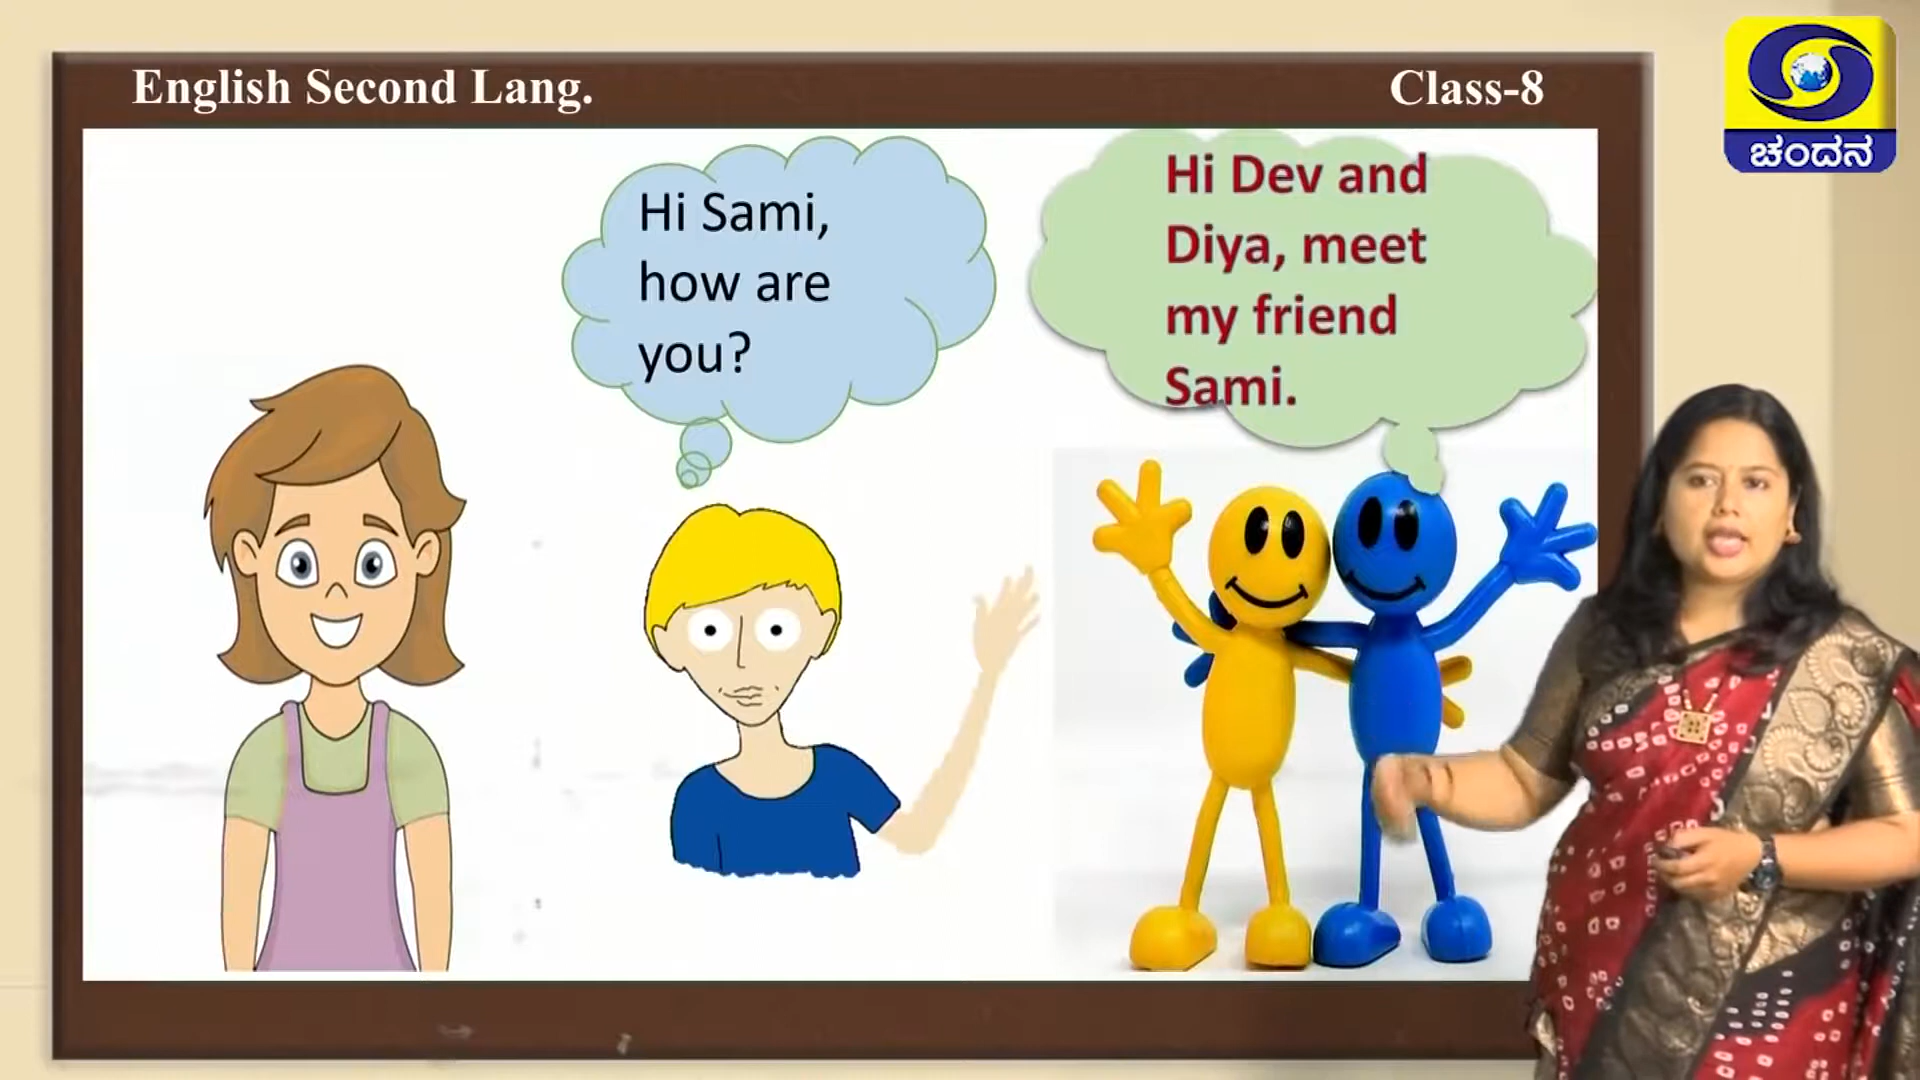 English Second Lang.
Class-8
ಚಂದನ
Hi Sami,
how are
you?
Hi Dev and
Diya, meet
my friend
Sami.